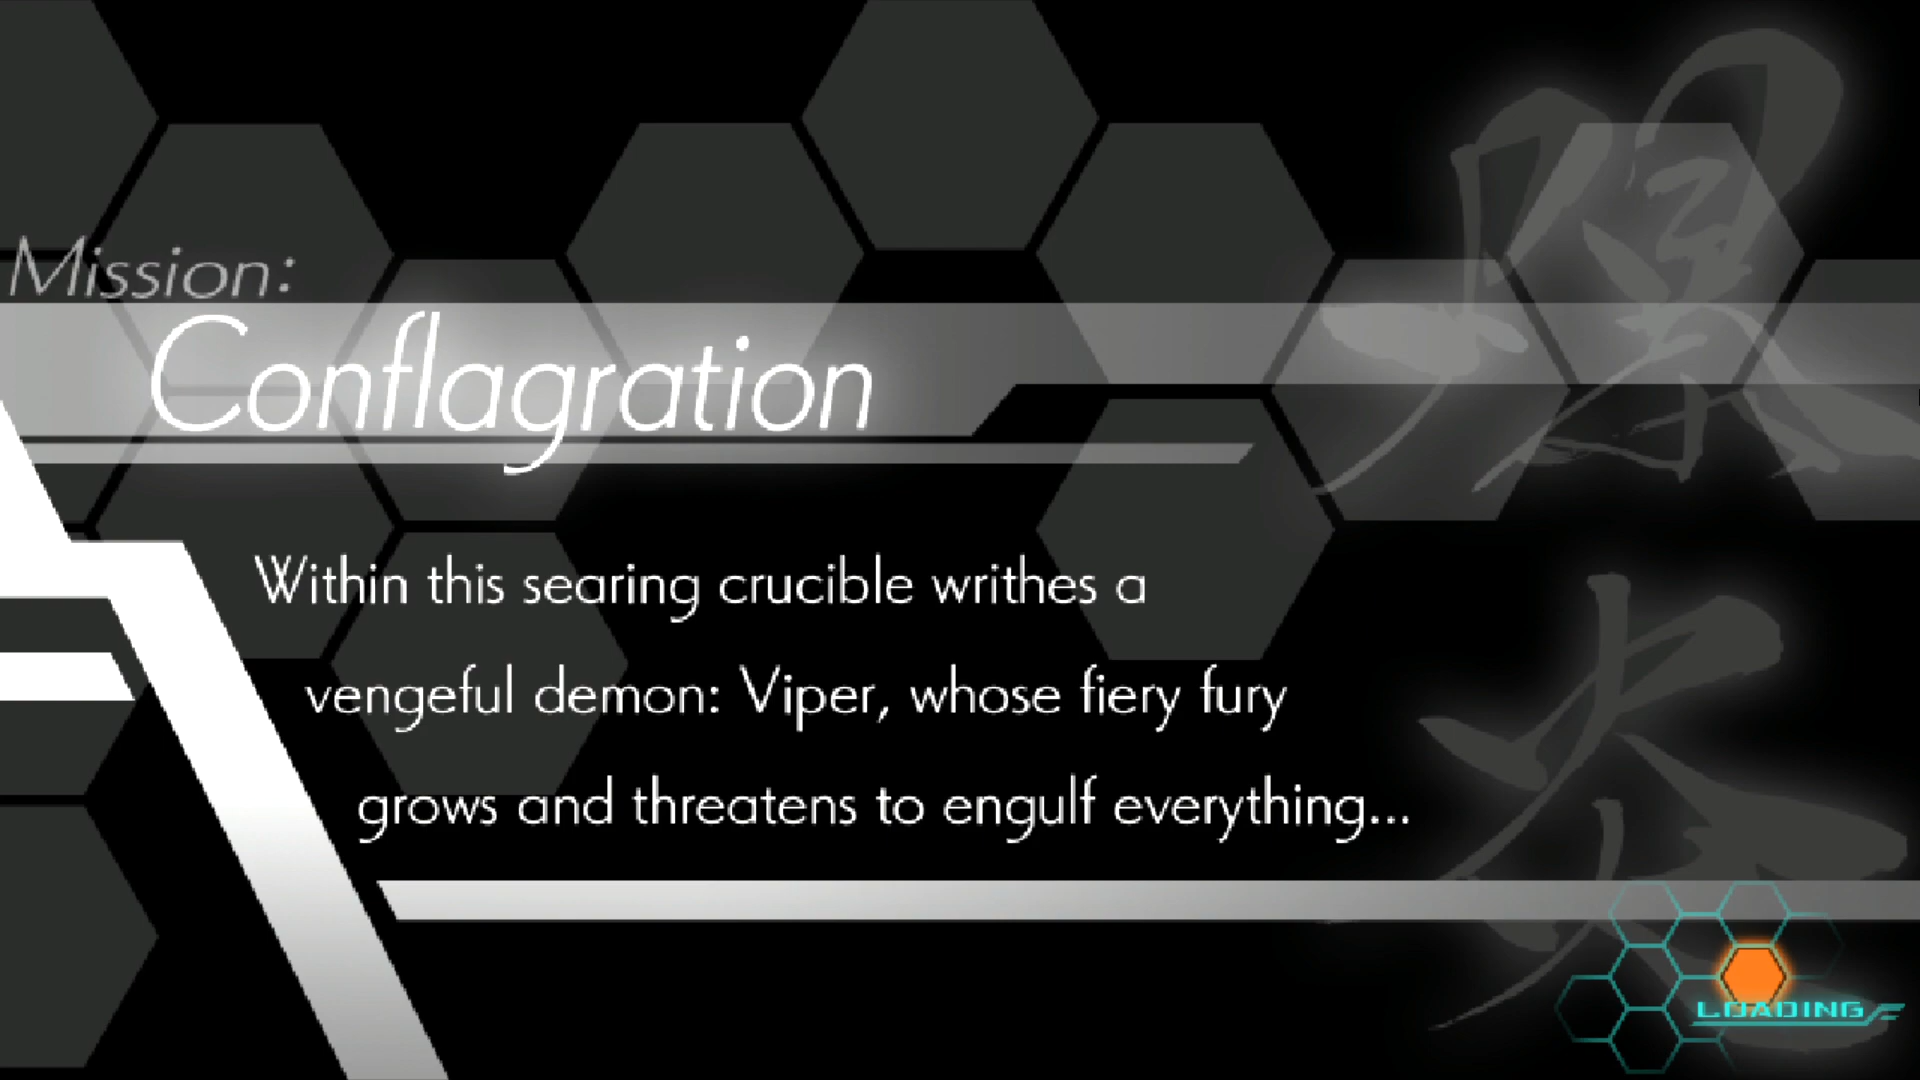 Mission:
Conflagration
Within this searing crucible writhes a
vengeful demon: Viper, whose fiery fury
grows and threatens to engulf everything...
LOADING